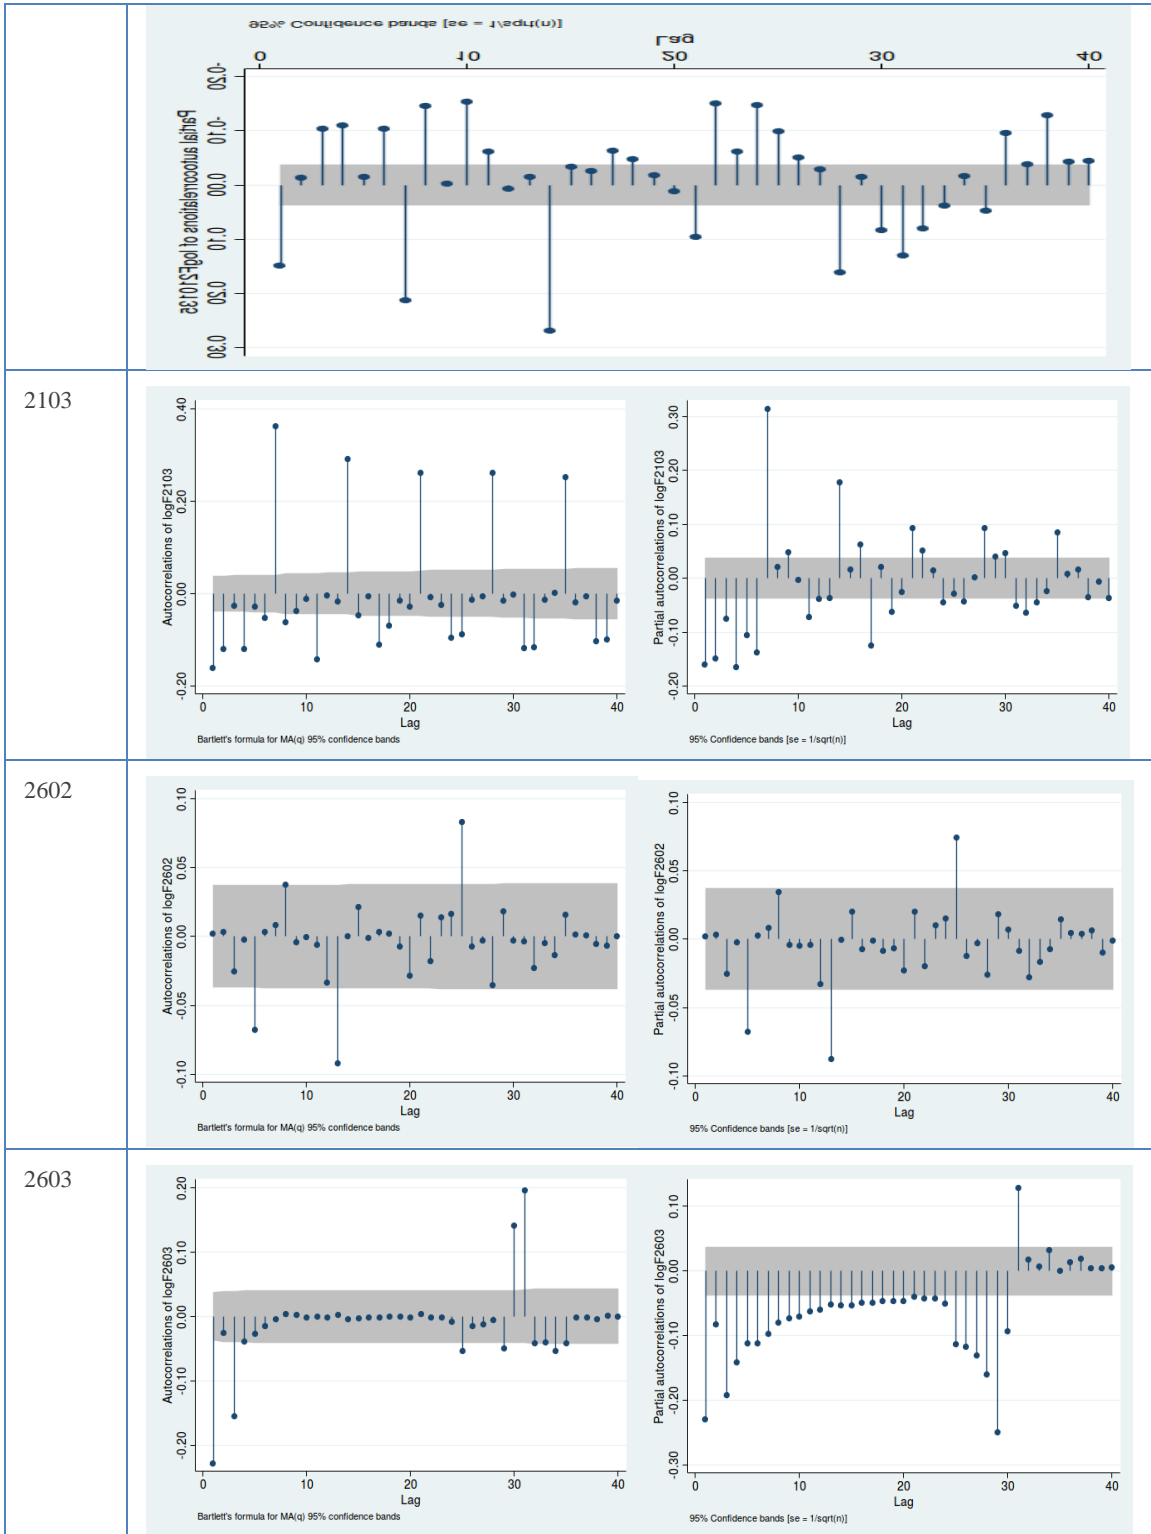 95% Confidence bands [se = 1/sqrt(n)]
Lag
0 10 20 30 40
-0.20 -0.10 0.00 0.10 0.20 0.30
Partial autocorrelations of logF210135
2103
0.40 0.20 0.00 -0.20
Autocorrelations of logF2103
0 10 20 30 40
Lag
Bartlett's formula for MA(q) 95% confidence bands
0.30 0.20 0.10 0.00 -0.10 -0.20
Partial autocorrelations of logF2103
0 10 20 30 40
Lag
95% Confidence bands [se = 1/sqrt(n)]
2602
0.10 0.05 0.00 -0.05 -0.10
Autocorrelations of logF2602
0 10 20 30 40
Lag
Bartlett's formula for MA(q) 95% confidence bands
0.10 0.05 0.00 -0.05 -0.10
Partial autocorrelations of logF2602
0 10 20 30 40
Lag
95% Confidence bands [se = 1/sqrt(n)]
2603
0.20 0.10 0.00 -0.10 -0.20
Autocorrelations of logF2603
0 10 20 30 40
Lag
Bartlett's formula for MA(q) 95% confidence bands
0.10 0.00 -0.10 -0.20 -0.30
Partial autocorrelations of logF2603
0 10 20 30 40
Lag
95% Confidence bands [se = 1/sqrt(n)]